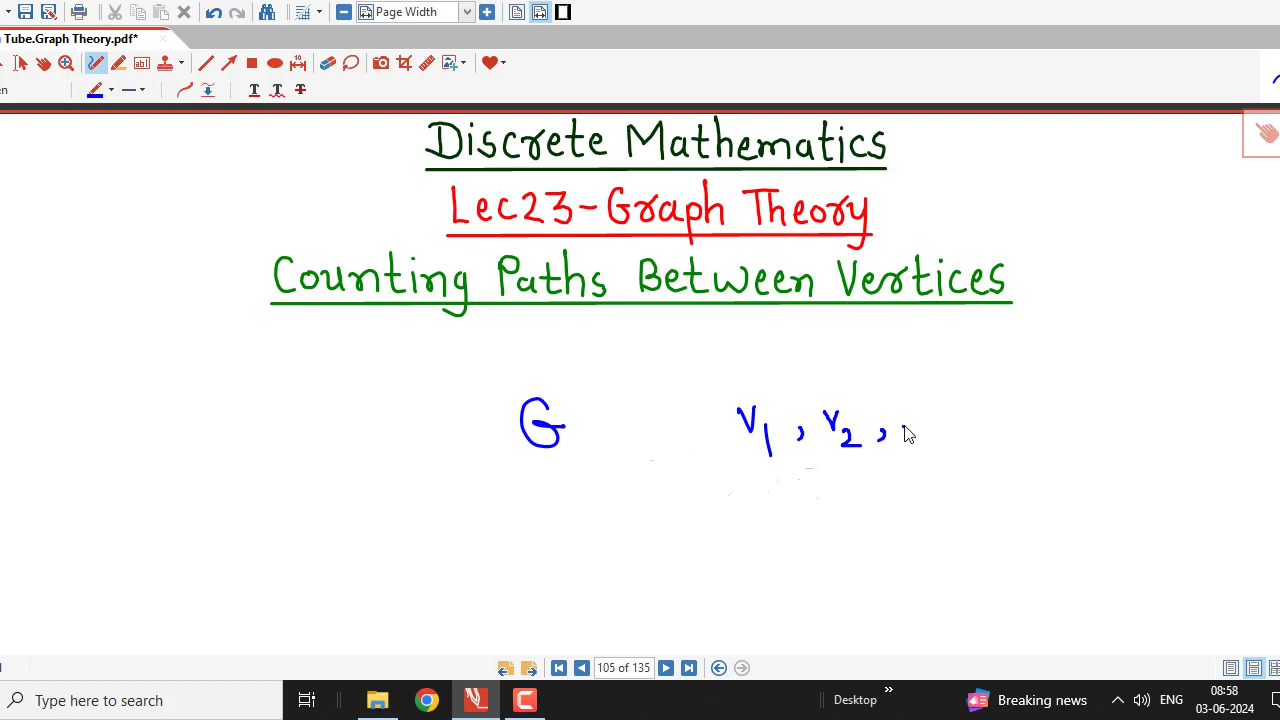 Page Width
Tube.Graph Theory.pdf*
Discrete Mathematics
Lec23-Graph Theory
Counting Paths Between Vertices
G v1, v2,
105 of 135
Type here to search
Desktop
Breaking news
ENG
08:58
03-06-2024